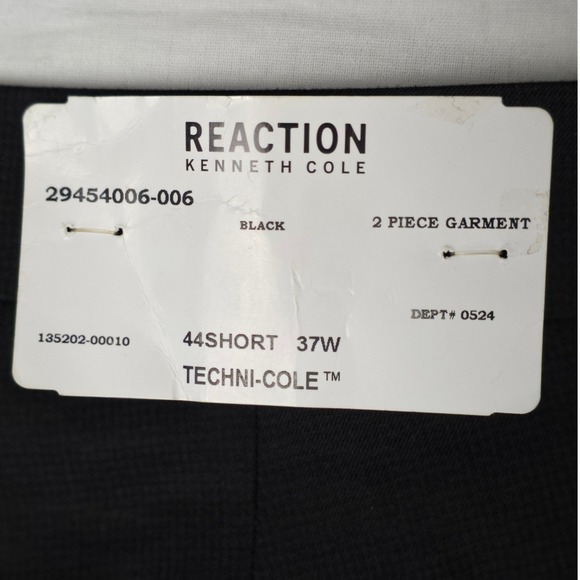 REACTION
KENNETH COLE
29454006-006
BLACK 2 PIECE GARMENT
DEPT# 0524
135202-00010 44SHORT 37W
TECHNI-COLE™